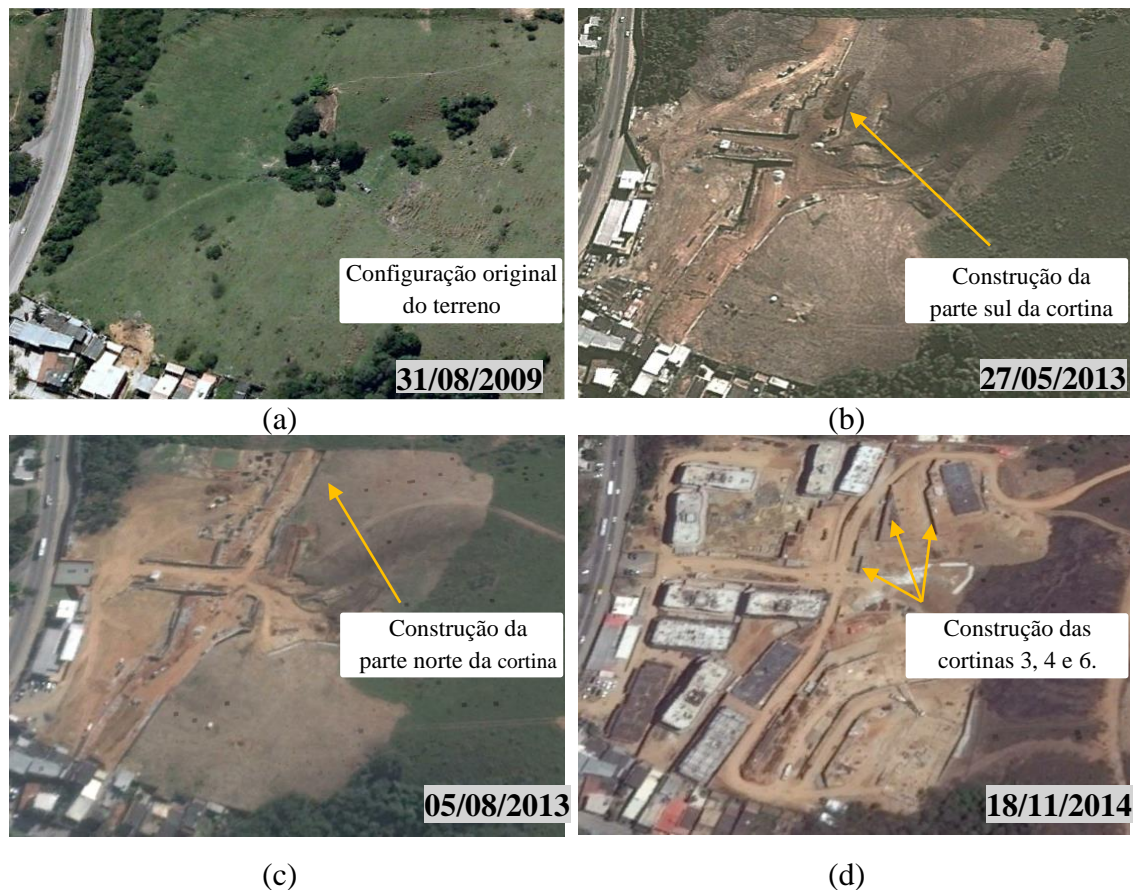 Configuração original
do terreno
31/08/2009
(a)
Construção da
parte sul da cortina
27/05/2013
(b)
Construção da
parte norte da cortina
05/08/2013
(c)
Construção das
cortinas 3, 4 e 6.
18/11/2014
(d)